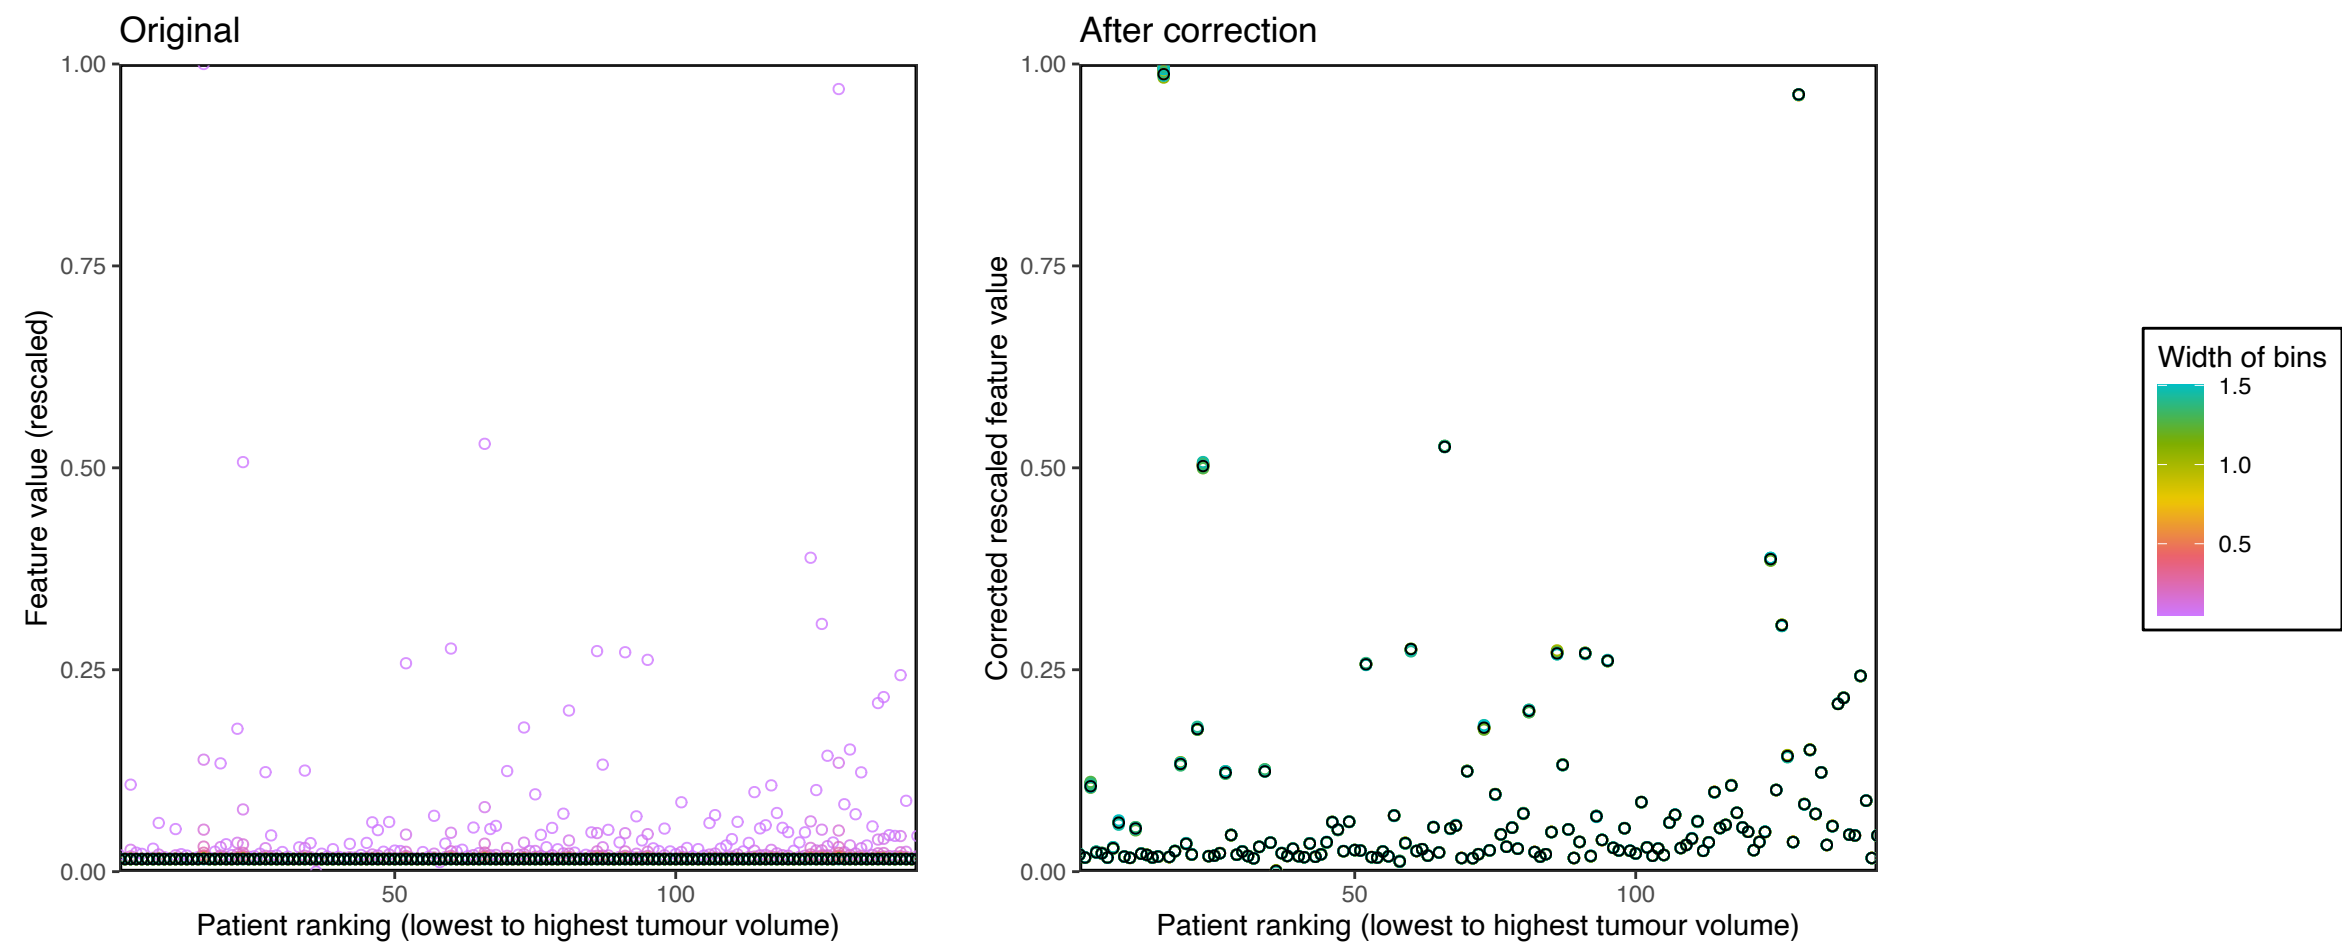 Original
1.00
0.75
0.50
0.25
0.00
50
100
Feature value (rescaled)
Patient ranking (lowest to highest tumour volume)
After correction
1.00
0.75
0.50
0.25
0.00
50
100
Corrected rescaled feature value
Patient ranking (lowest to highest tumour volume)
Width of bins
1.5
1.0
0.5